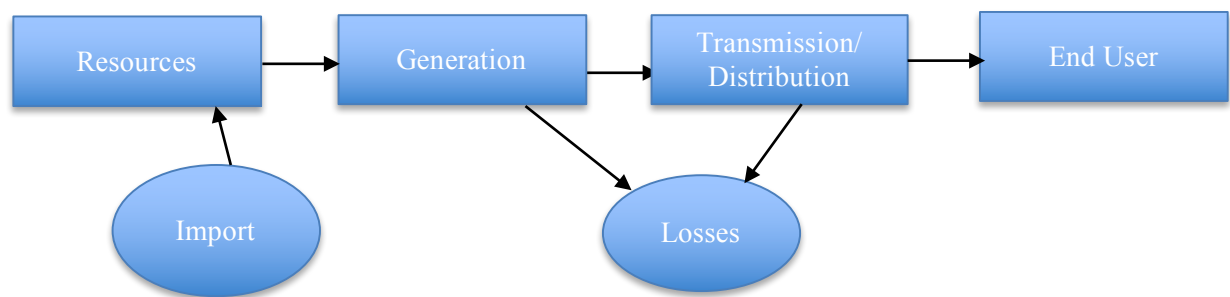 Resources
Generation
Transmission/
Distribution
End User
Import
Losses